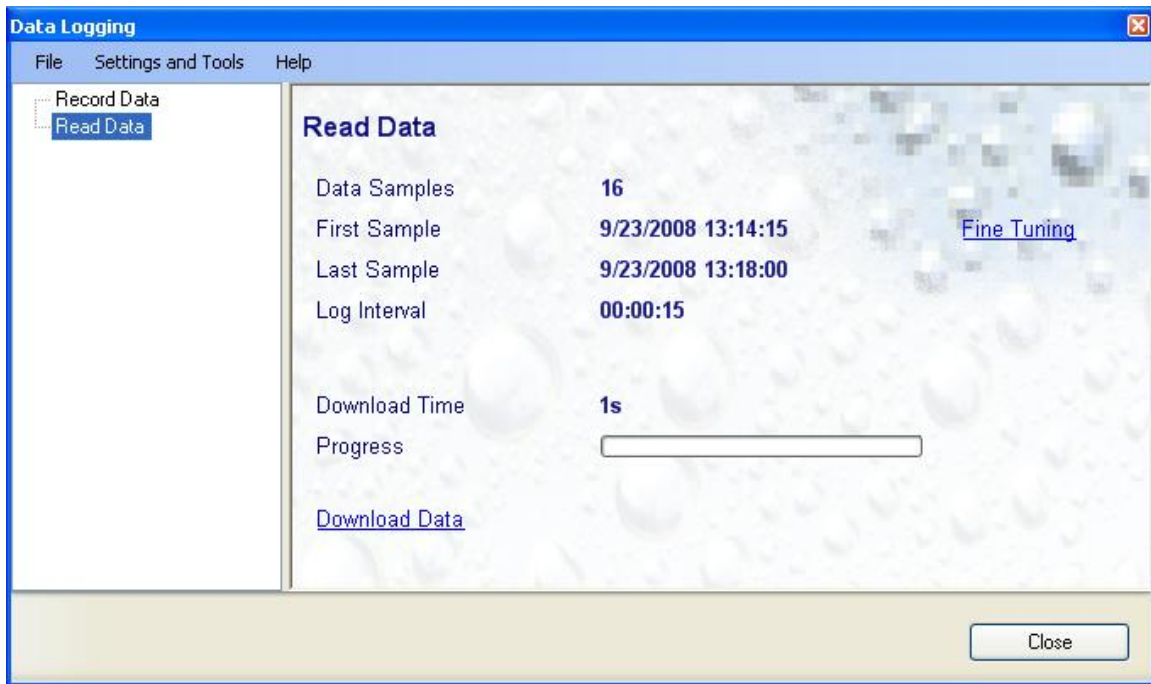 Data Logging
File Settings and Tools Help
Record Data
Read Data
Read Data
Data Samples 16
First Sample 9/23/2008 13:14:15 Fine Tuning
Last Sample 9/23/2008 13:18:00
Log Interval 00:00:15
Download Time 1s
Progress
Download Data
Close